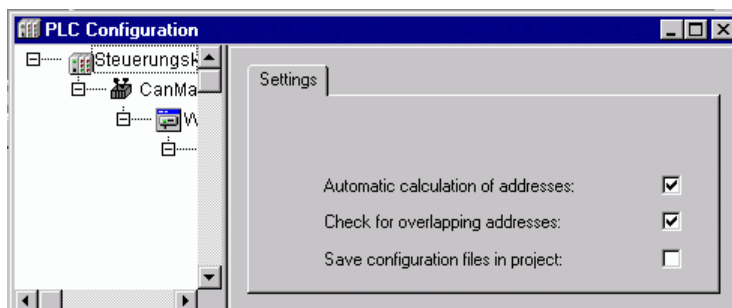 PLC Configuration
Steuerungsk
CanMa
W
Settings
Automatic calculation of addresses:
Check for overlapping addresses:
Save configuration files in project: